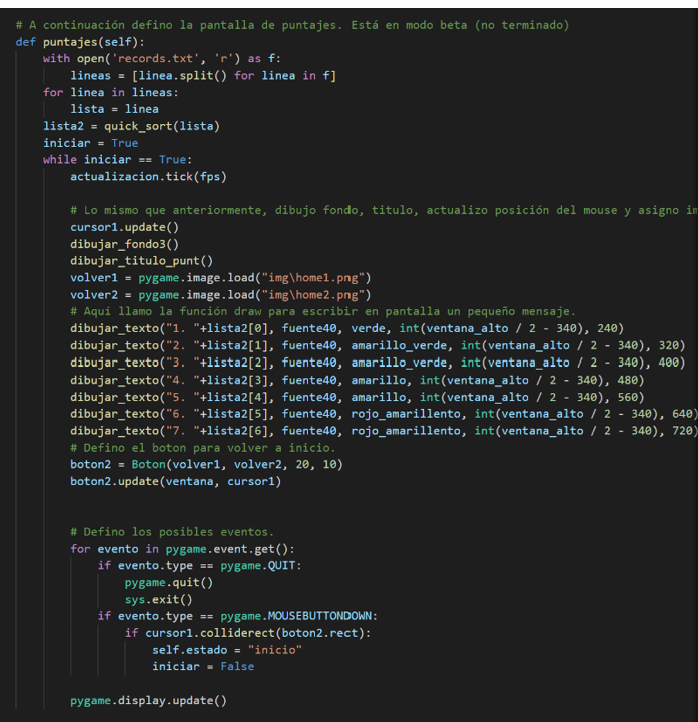 # A continuación defino la pantalla de puntajes. Está en modo beta (no terminado)
def puntajes(self):
with open('records.txt', 'r') as f:
lineas = [linea.split() for linea in f]
for linea in lineas:
lista = linea
lista2 = quick_sort(lista)
iniciar = True
while iniciar == True:
actualizacion.tick(fps)
# Lo mismo que anteriormente, dibujo fondo, titulo, actualizo posición del mouse y asigno
cursor1.update()
dibujar_fondo3()
dibujar_titulo_punt()
volver1 = pygame.image.load("img\home1.png")
volver2 = pygame.image.load("img\home2.png")
# Aquí llamo la función draw para escribir en pantalla un pequeño mensaje.
dibujar_texto("1. "+lista2[0], fuente40, verde, int(ventana_alto / 2 - 340), 240)
dibujar_texto("2. "+lista2[1], fuente40, amarillo_verde, int(ventana_alto / 2 - 340), 320)
dibujar_texto("3. "+lista2[2], fuente40, amarillo_verde, int(ventana_alto / 2 - 340), 400)
dibujar_texto("4. "+lista2[3], fuente40, amarillo, int(ventana_alto / 2 - 340), 480)
dibujar_texto("5. "+lista2[4], fuente40, amarillo, int(ventana_alto / 2 - 340), 560)
dibujar_texto("6. "+lista2[5], fuente40, rojo_amarillento, int(ventana_alto / 2 - 340), 640)
dibujar_texto("7. "+lista2[6], fuente40, rojo_amarillento, int(ventana_alto / 2 - 340), 720)
# Defino el boton para volver a inicio.
boton2 = Boton(volver1, volver2, 20, 10)
boton2.update(ventana, cursor1)
# Defino los posibles eventos.
for evento in pygame.event.get():
if evento.type == pygame.QUIT:
pygame.quit()
sys.exit()
if evento.type == pygame.MOUSEBUTTONDOWN:
if cursor1.colliderect(boton2.rect):
self.estado = "inicio"
iniciar = False
pygame.display.update()